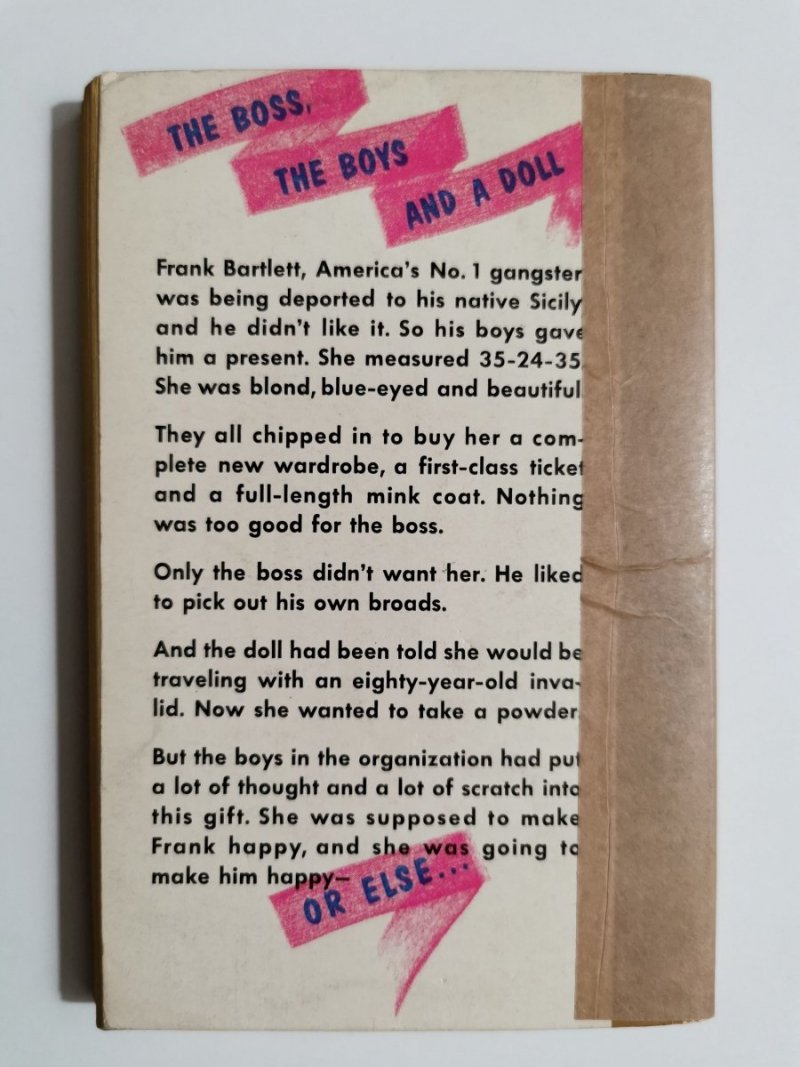 THE BOSS,
THE BOYS
AND A DOLL
Frank Bartlett, America's No. 1 gangster
was being deported to his native Sicily
and he didn't like it. So his boys gave
him a present. She measured 35-24-35
She was blond, blue-eyed and beautiful
They all chipped in to buy her a com-
plete new wardrobe, a first-class ticket
and a full-length mink coat. Nothing
was too good for the boss.
Only the boss didn't want her. He liked
to pick out his own broads.
And the doll had been told she would be
traveling with an eighty-year-old inva-
lid. Now she wanted to take a powder
But the boys in the organization had put
a lot of thought and a lot of scratch into
this gift. She was supposed to make
Frank happy, and she was going to
make him happy—
OR ELSE...